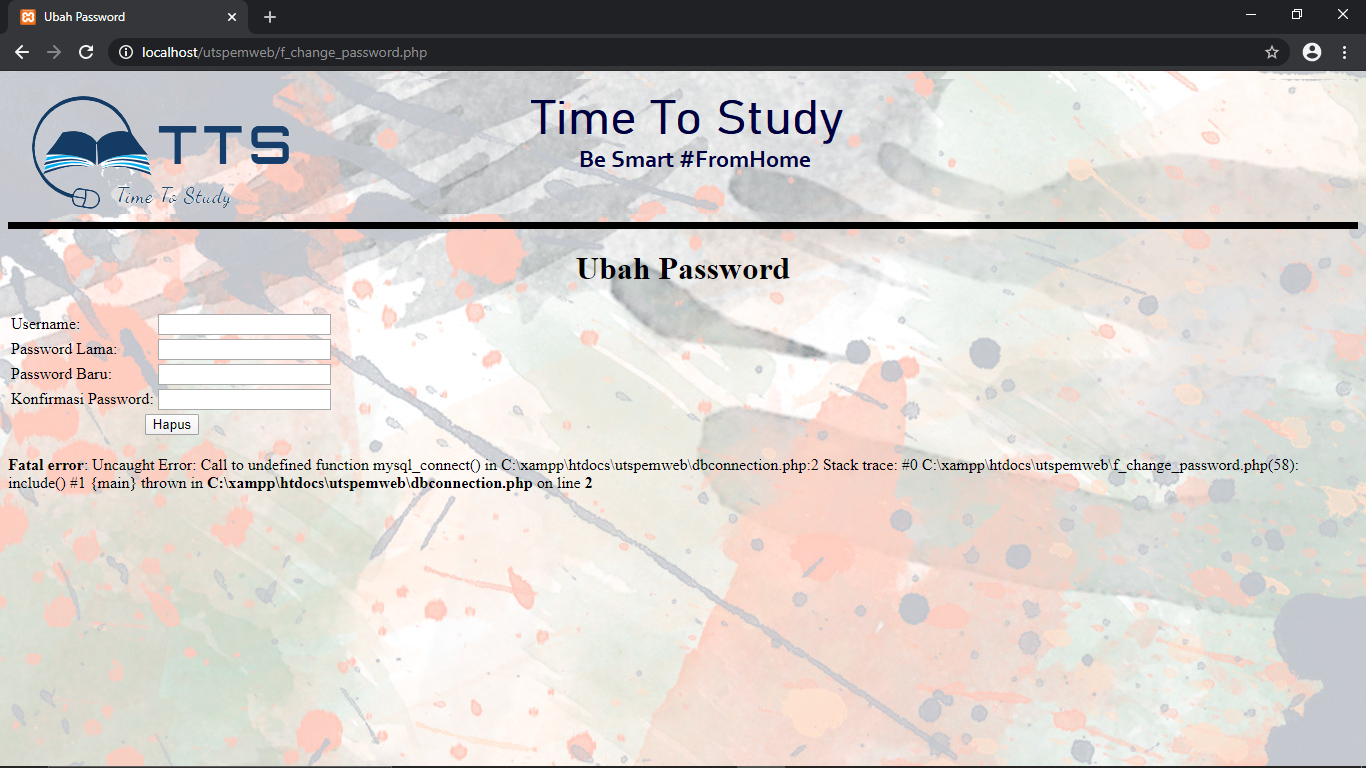 Ubah Password
localhost/utspemweb/f_change_password.php
TTS
Time To Study
Time To Study
Be Smart #FromHome
Ubah Password
Username:
Password Lama:
Password Baru:
Konfirmasi Password:
Hapus
Fatal error: Uncaught Error: Call to undefined function mysql_connect() in C:\xampp\htdocs\utspemweb\dbconnection.php:2 Stack trace: #0 C:\xampp\htdocs\utspemweb\f_change_password.php(58):
include() #1 {main} thrown in C:\xampp\htdocs\utspemweb\dbconnection.php on line 2